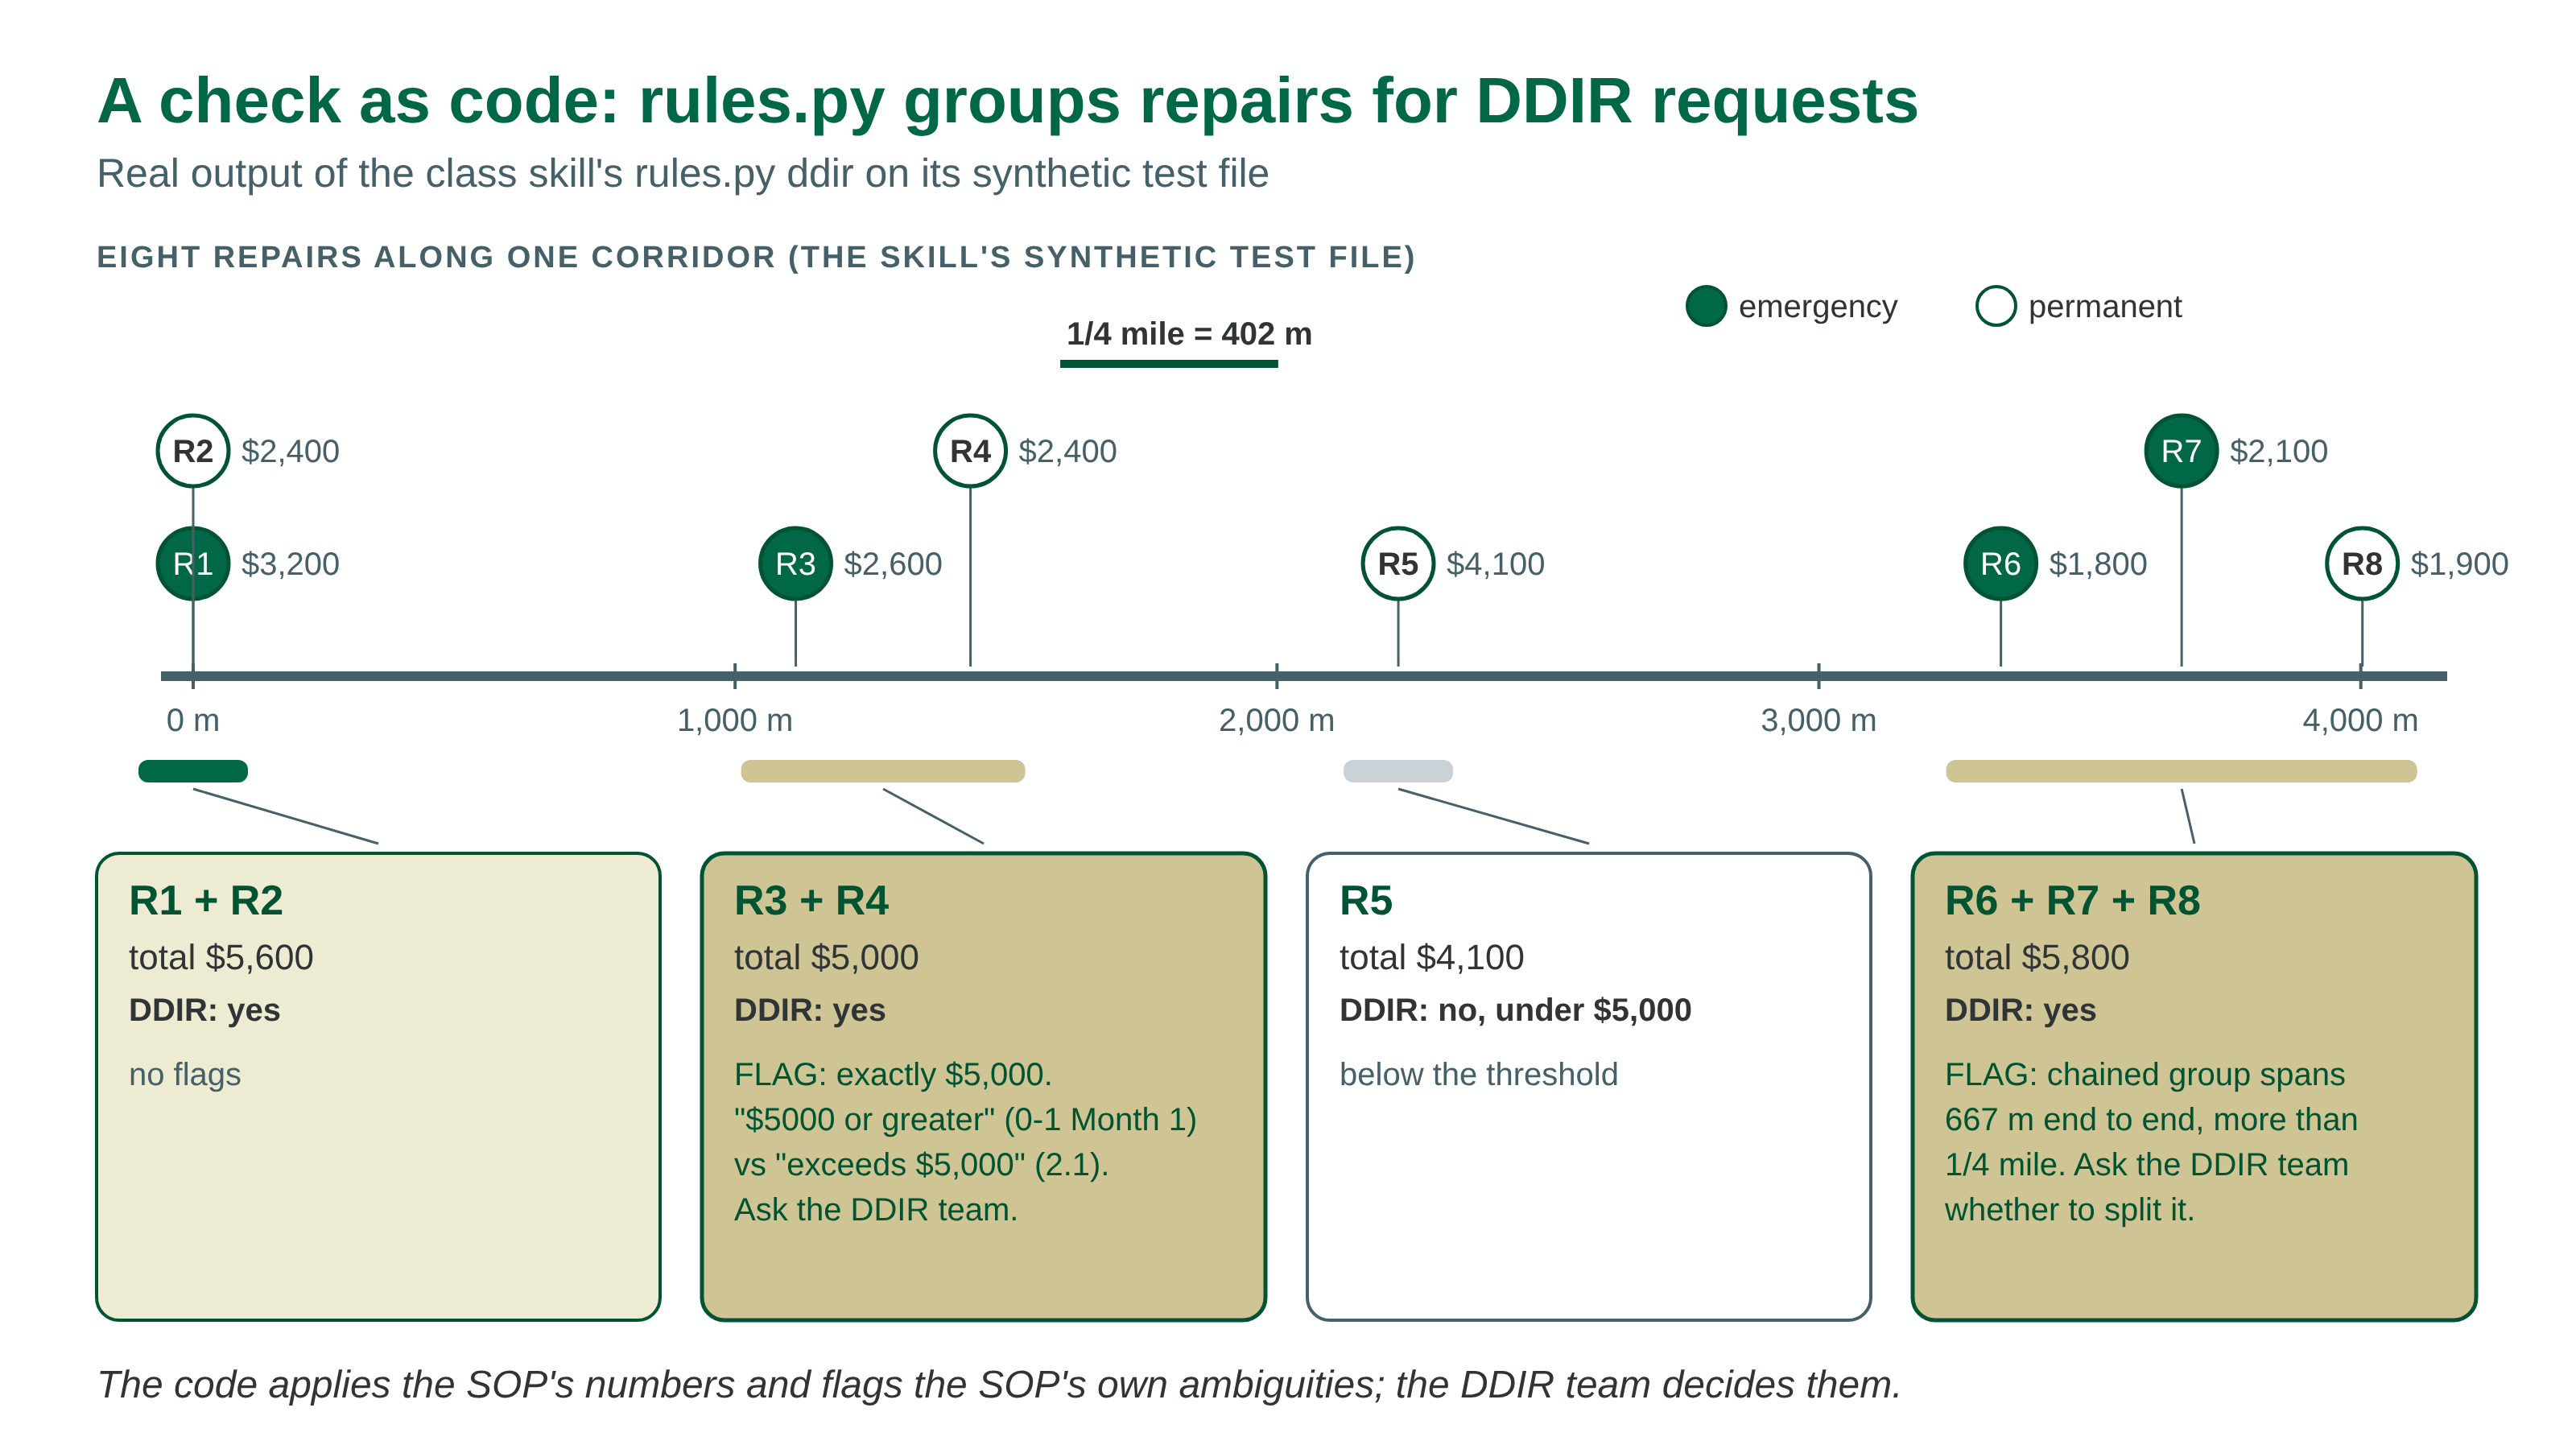 A check as code: rules.py groups repairs for DDIR requests
Real output of the class skill's rules.py ddir on its synthetic test file
EIGHT REPAIRS ALONG ONE CORRIDOR (THE SKILL'S SYNTHETIC TEST FILE)
emergency
permanent
1/4 mile = 402 m
R2 $2,400
R4 $2,400
R7 $2,100
R1 $3,200
R3 $2,600
R5 $4,100
R6 $1,800
R8 $1,900
0 m
1,000 m
2,000 m
3,000 m
4,000 m
R1 + R2
total $5,600
DDIR: yes
no flags
R3 + R4
total $5,000
DDIR: yes
FLAG: exactly $5,000.
"$5000 or greater" (0-1 Month 1)
vs "exceeds $5,000" (2.1).
Ask the DDIR team.
R5
total $4,100
DDIR: no, under $5,000
below the threshold
R6 + R7 + R8
total $5,800
DDIR: yes
FLAG: chained group spans
667 m end to end, more than
1/4 mile. Ask the DDIR team
whether to split it.
The code applies the SOP's numbers and flags the SOP's own ambiguities; the DDIR team decides them.